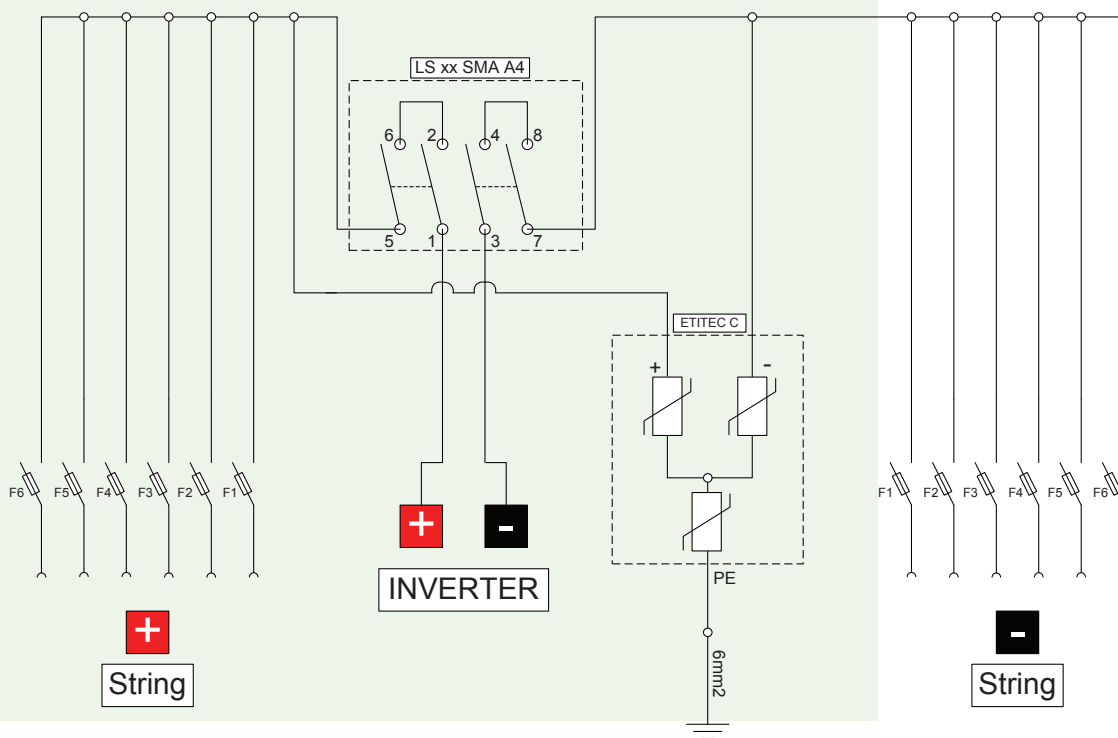 LS xx SMA A4
6 2 4 8
5 1 3 7
ETITEC C
+ -
F6 F5 F4 F3 F2 F1
F1 F2 F3 F4 F5 F6
+ -
INVERTER
PE
+
String
6mm2
-
String